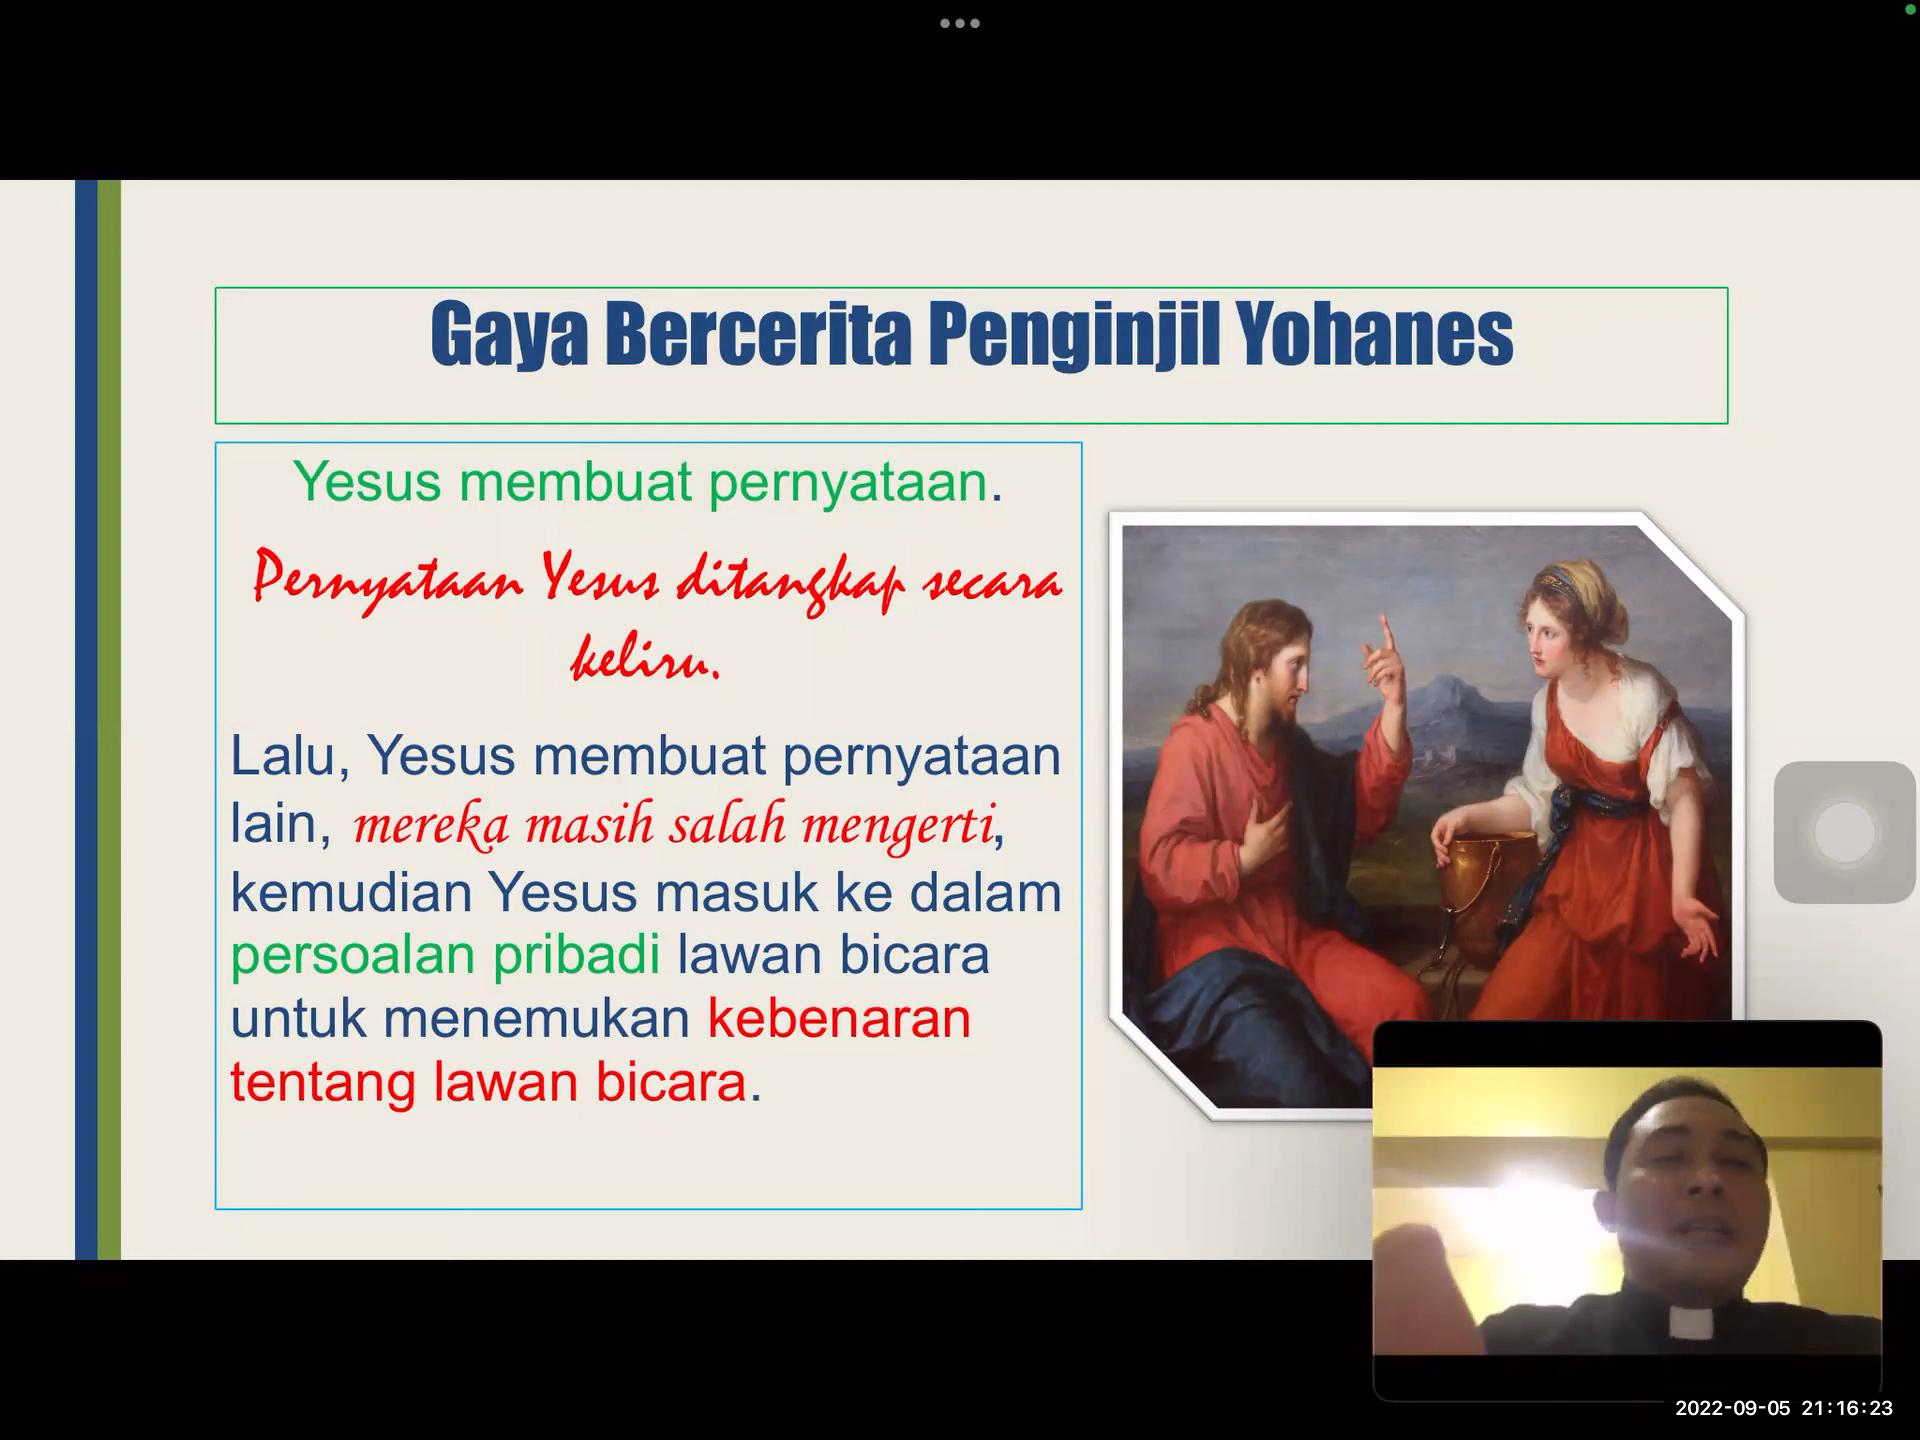 Gaya Bercerita Penginjil Yohanes
Yesus membuat pernyataan.
Pernyataan Yesus ditangkap secara
keliru.
Lalu, Yesus membuat pernyataan
lain, mereka masih salah mengerti,
kemudian Yesus masuk ke dalam
persoalan pribadi lawan bicara
untuk menemukan kebenaran
tentang lawan bicara.
2022-09-05 21:16:23